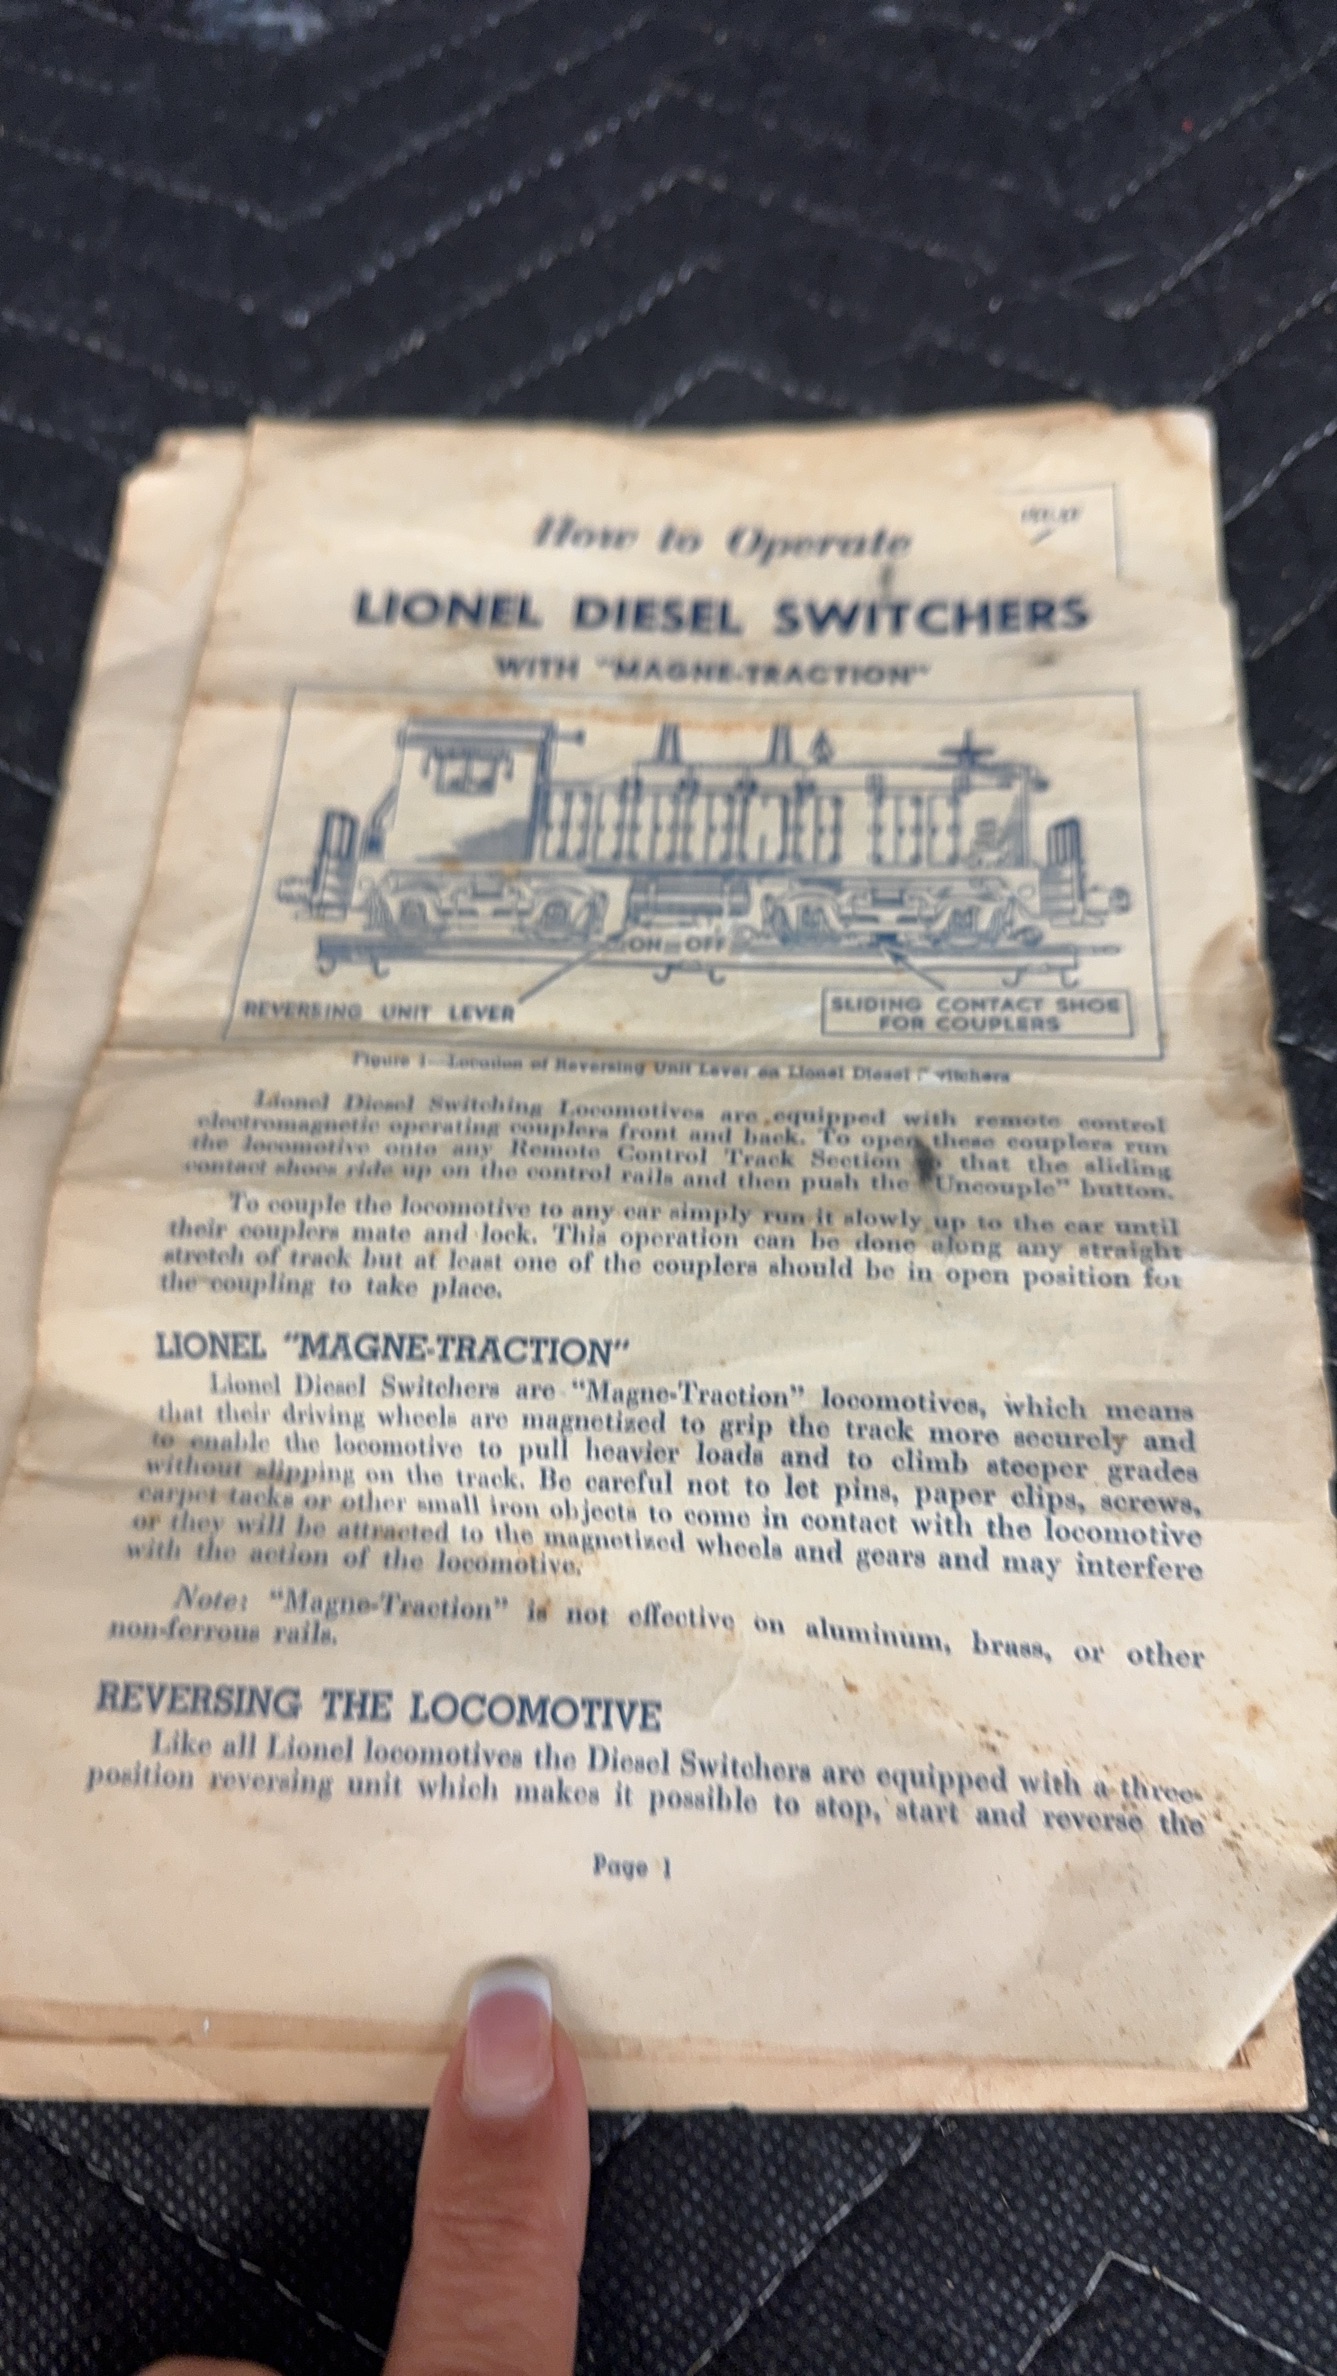 How to Operate
LIONEL DIESEL SWITCHERS
WITH "MAGNE-TRACTION"
ON OFF
REVERSING UNIT LEVER
SLIDING CONTACT SHOE
FOR COUPLERS
Figure 1—Location of Reversing Unit Lever on Lionel Diesel
Lionel Diesel Switching Locomotives are equipped with remote control
electromagnetic operating couplers front and back. To open these couplers run
the locomotive onto any Remote Control Track Section that the sliding
contact shoes ride up on the control rails and then push the "Uncouple" button.
To couple the locomotive to any car simply run it slowly up to the car until
their couplers mate and lock. This operation can be done along any straight
stretch of track but at least one of the couplers should be in open position for
the coupling to take place.
LIONEL "MAGNE-TRACTION"
Lionel Diesel Switchers are "Magne-Traction" locomotives, which means
that their driving wheels are magnetized to grip the track more securely and
to enable the locomotive to pull heavier loads and to climb steeper grades
without slipping on the track. Be careful not to let pins, paper clips, screws,
carpet tacks or other small iron objects to come in contact with the locomotive
or they will be attracted to the magnetized wheels and gears and may interfere
with the action of the locomotive.
Note: "Magne-Traction" is not effective on aluminum, brass, or other
non-ferrous rails.
REVERSING THE LOCOMOTIVE
Like all Lionel locomotives the Diesel Switchers are equipped with a three-
position reversing unit which makes it possible to stop, start and reverse the
Page 1